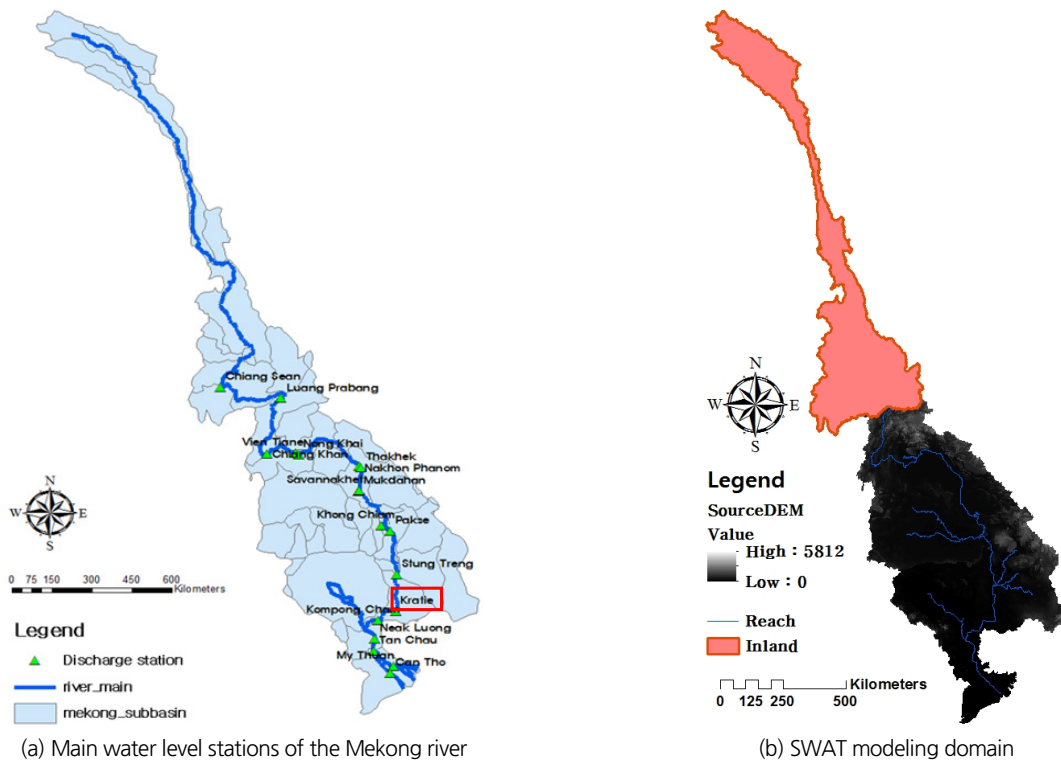 Chiang Sean
Luang Prabang
Vien Tiane
Nong Khai
Chiang Khan
Thakhek
Nakhon Phanom
Savannakhet
Mukdahan
Khong Chiam
Pakse
Stung Treng
Kratie
Kompong Cha
Neak Luong
Tan Chau
My Thuan
Can Tho
N
W E
S
0 75 150 300 450 600
Kilometers
Legend
Discharge station
river_main
mekong_subbasin
(a) Main water level stations of the Mekong river
N
W E
S
Legend
SourceDEM
Value
High : 5812
Low : 0
Reach
Inland
Kilometers
0 125 250 500
(b) SWAT modeling domain